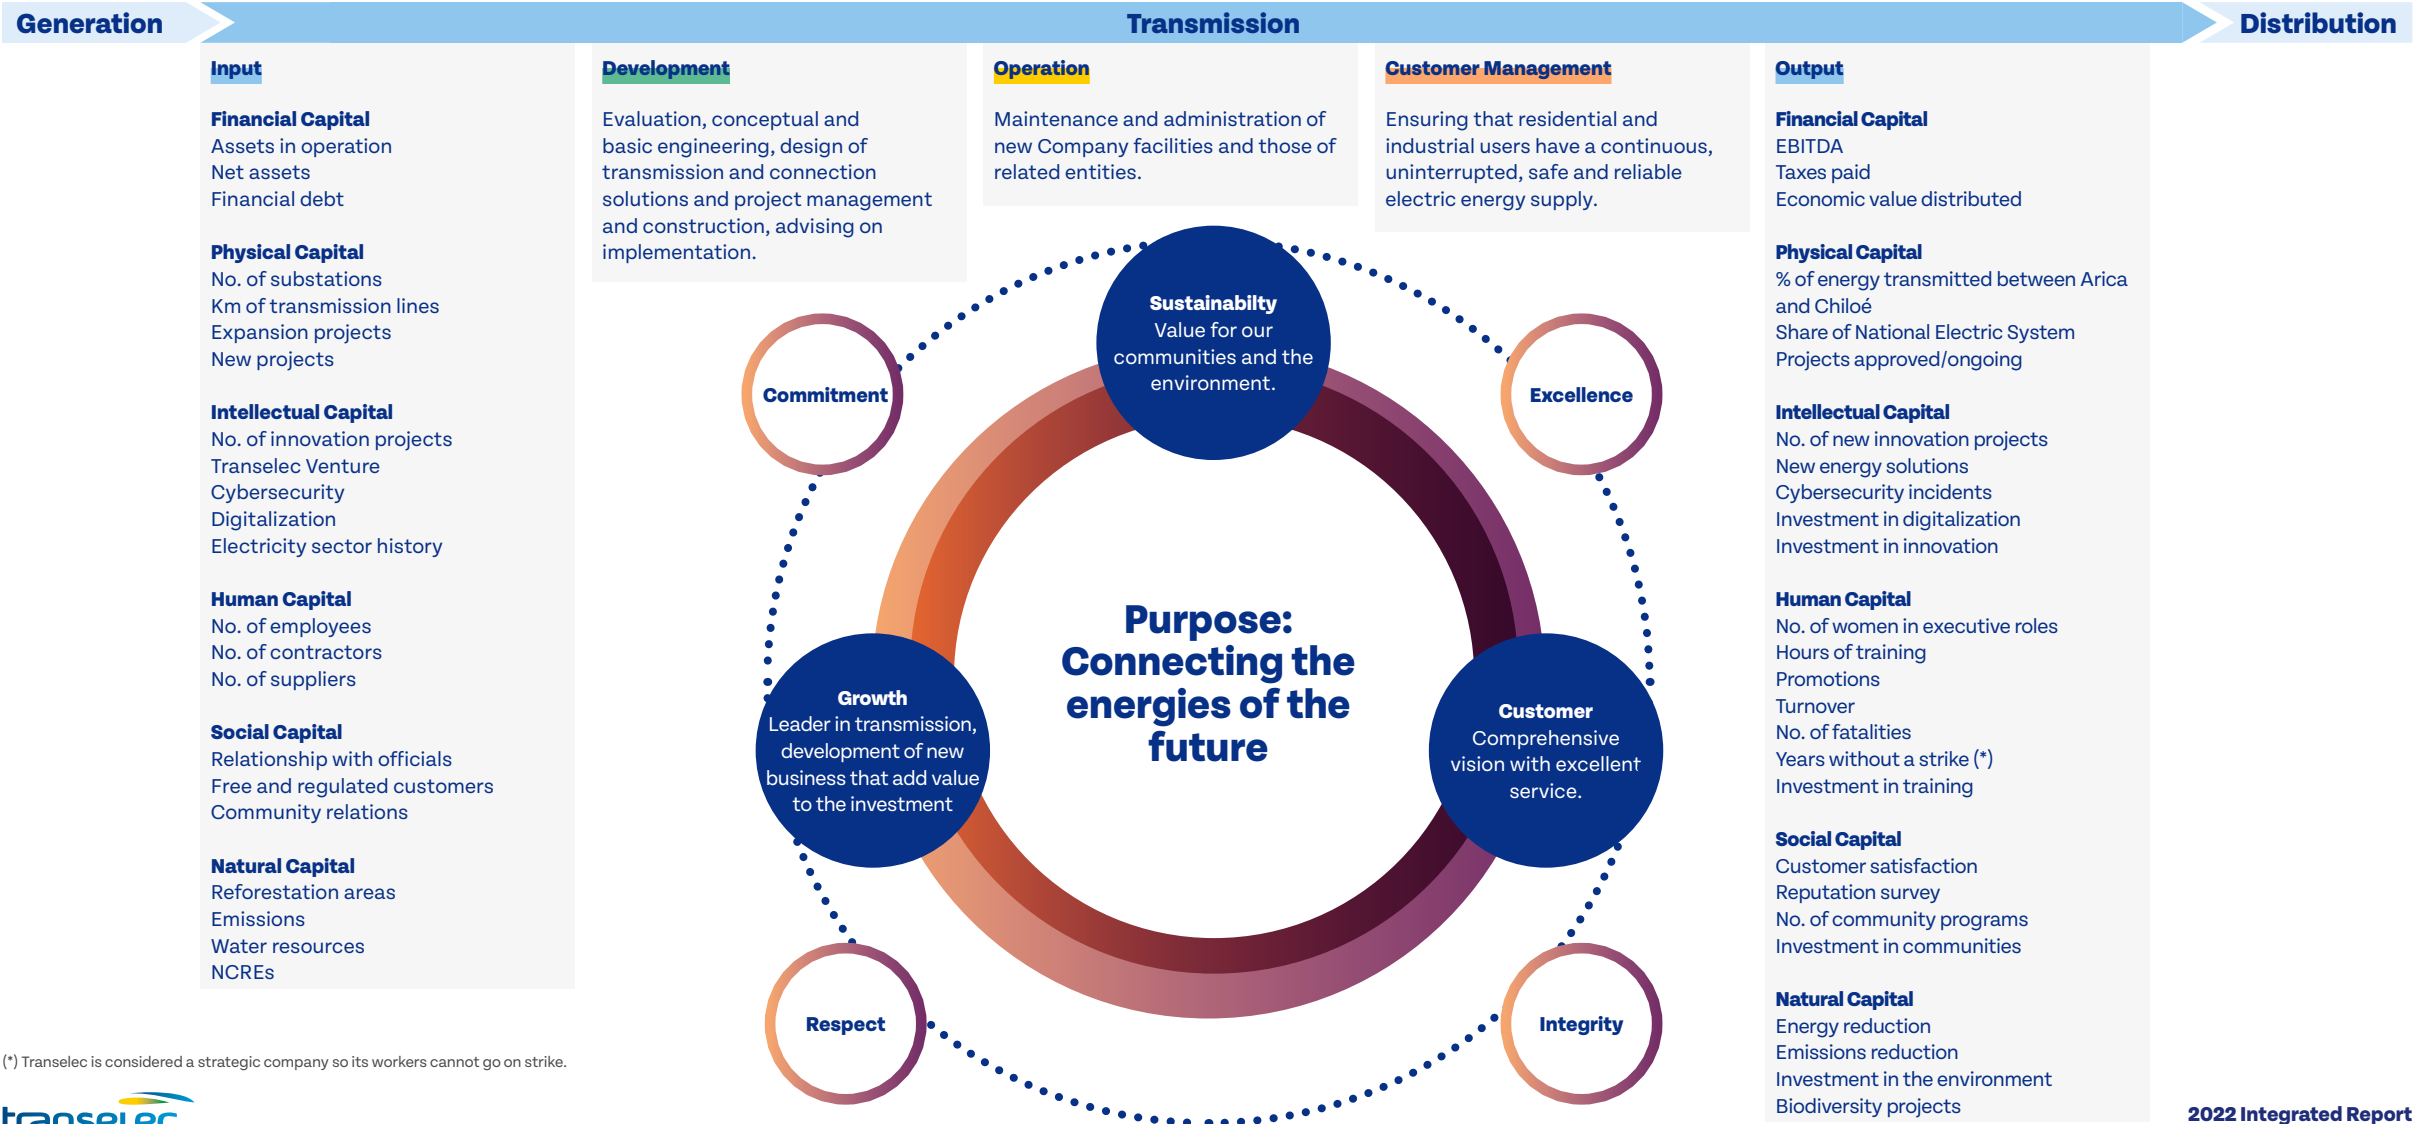 Generation
Transmission
Distribution
Input
Financial Capital
Assets in operation
Net assets
Financial debt
Physical Capital
No. of substations
Km of transmission lines
Expansion projects
New projects
Intellectual Capital
No. of innovation projects
Transelec Venture
Cybersecurity
Digitalization
Electricity sector history
Human Capital
No. of employees
No. of contractors
No. of suppliers
Social Capital
Relationship with officials
Free and regulated customers
Community relations
Natural Capital
Reforestation areas
Emissions
Water resources
NCREs
Development
Evaluation, conceptual and
basic engineering, design of
transmission and connection
solutions and project management
and construction, advising on
implementation.
Operation
Maintenance and administration of
new Company facilities and those of
related entities.
Customer Management
Ensuring that residential and
industrial users have a continuous,
uninterrupted, safe and reliable
electric energy supply.
Sustainabilty
Value for our
communities and the
environment.
Commitment
Excellence
Purpose:
Connecting the
energies of the
future
Growth
Leader in transmission,
development of new
business that add value
to the investment
Customer
Comprehensive
vision with excellent
service.
Respect
Integrity
Output
Financial Capital
EBITDA
Taxes paid
Economic value distributed
Physical Capital
% of energy transmitted between Arica
and Chiloé
Share of National Electric System
Projects approved/ongoing
Intellectual Capital
No. of new innovation projects
New energy solutions
Cybersecurity incidents
Investment in digitalization
Investment in innovation
Human Capital
No. of women in executive roles
Hours of training
Promotions
Turnover
No. of fatalities
Years without a strike (*)
Investment in training
Social Capital
Customer satisfaction
Reputation survey
No. of community programs
Investment in communities
Natural Capital
Energy reduction
Emissions reduction
Investment in the environment
Biodiversity projects
(*) Transelec is considered a strategic company so its workers cannot go on strike.
transelec
2022 Integrated Report